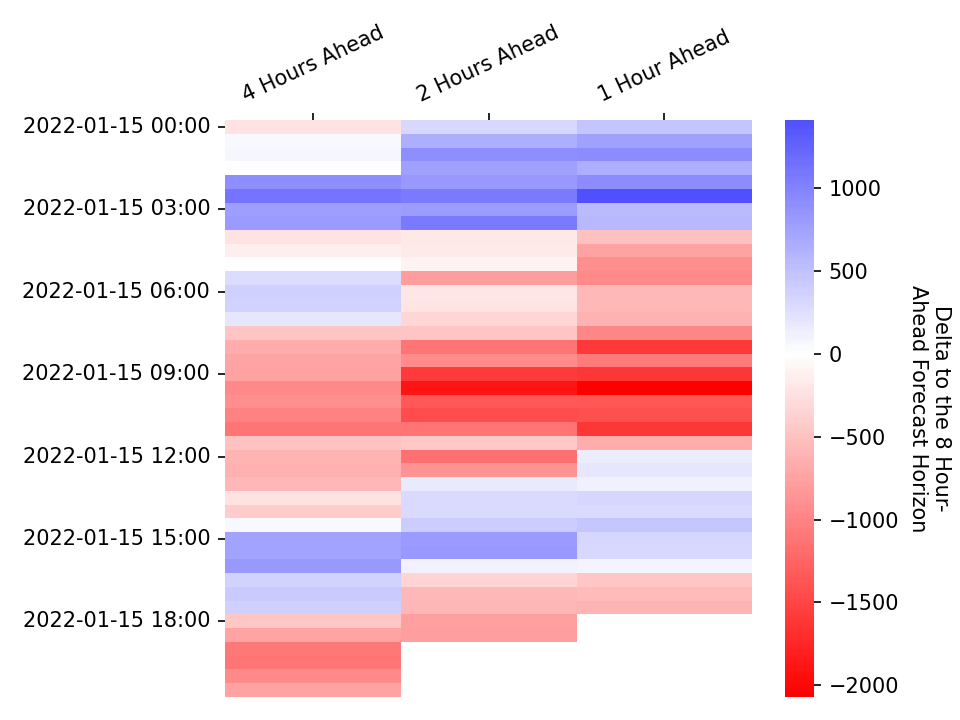 4 Hours Ahead
2 Hours Ahead
1 Hour Ahead
2022-01-15 00:00
2022-01-15 03:00
2022-01-15 06:00
2022-01-15 09:00
2022-01-15 12:00
2022-01-15 15:00
2022-01-15 18:00
1000
500
0
−500
−1000
−1500
−2000
Delta to the 8 Hour-
Ahead Forecast Horizon